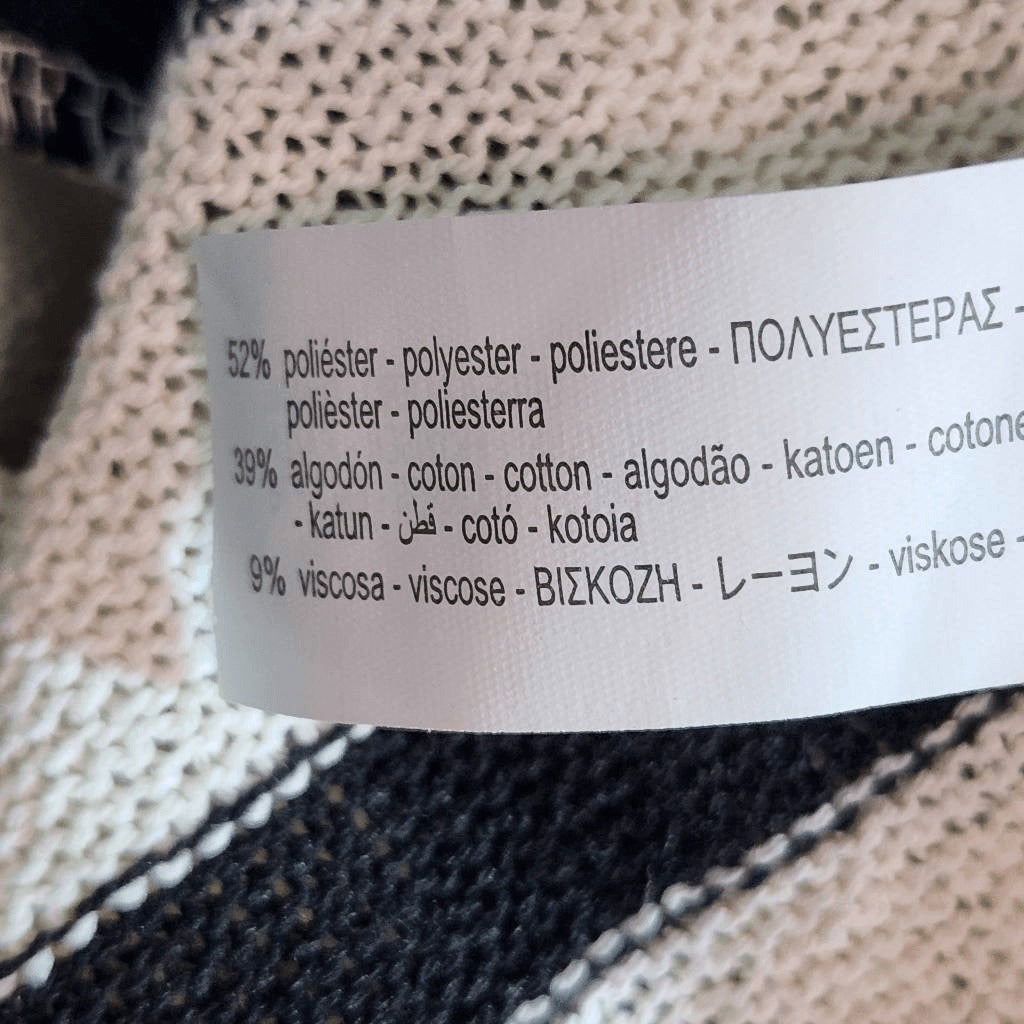 52% poliéster - polyester - poliestere - ΠΟΛΥΕΣΤΕΡΑΣ -
polièster - poliesterra
39% algodón - coton - cotton - algodão - katoen - cotone
- katun - قطن - cotó - kotoia
9% viscosa - viscose - ΒΙΣΚΟΖΗ - レーヨン - viskose -